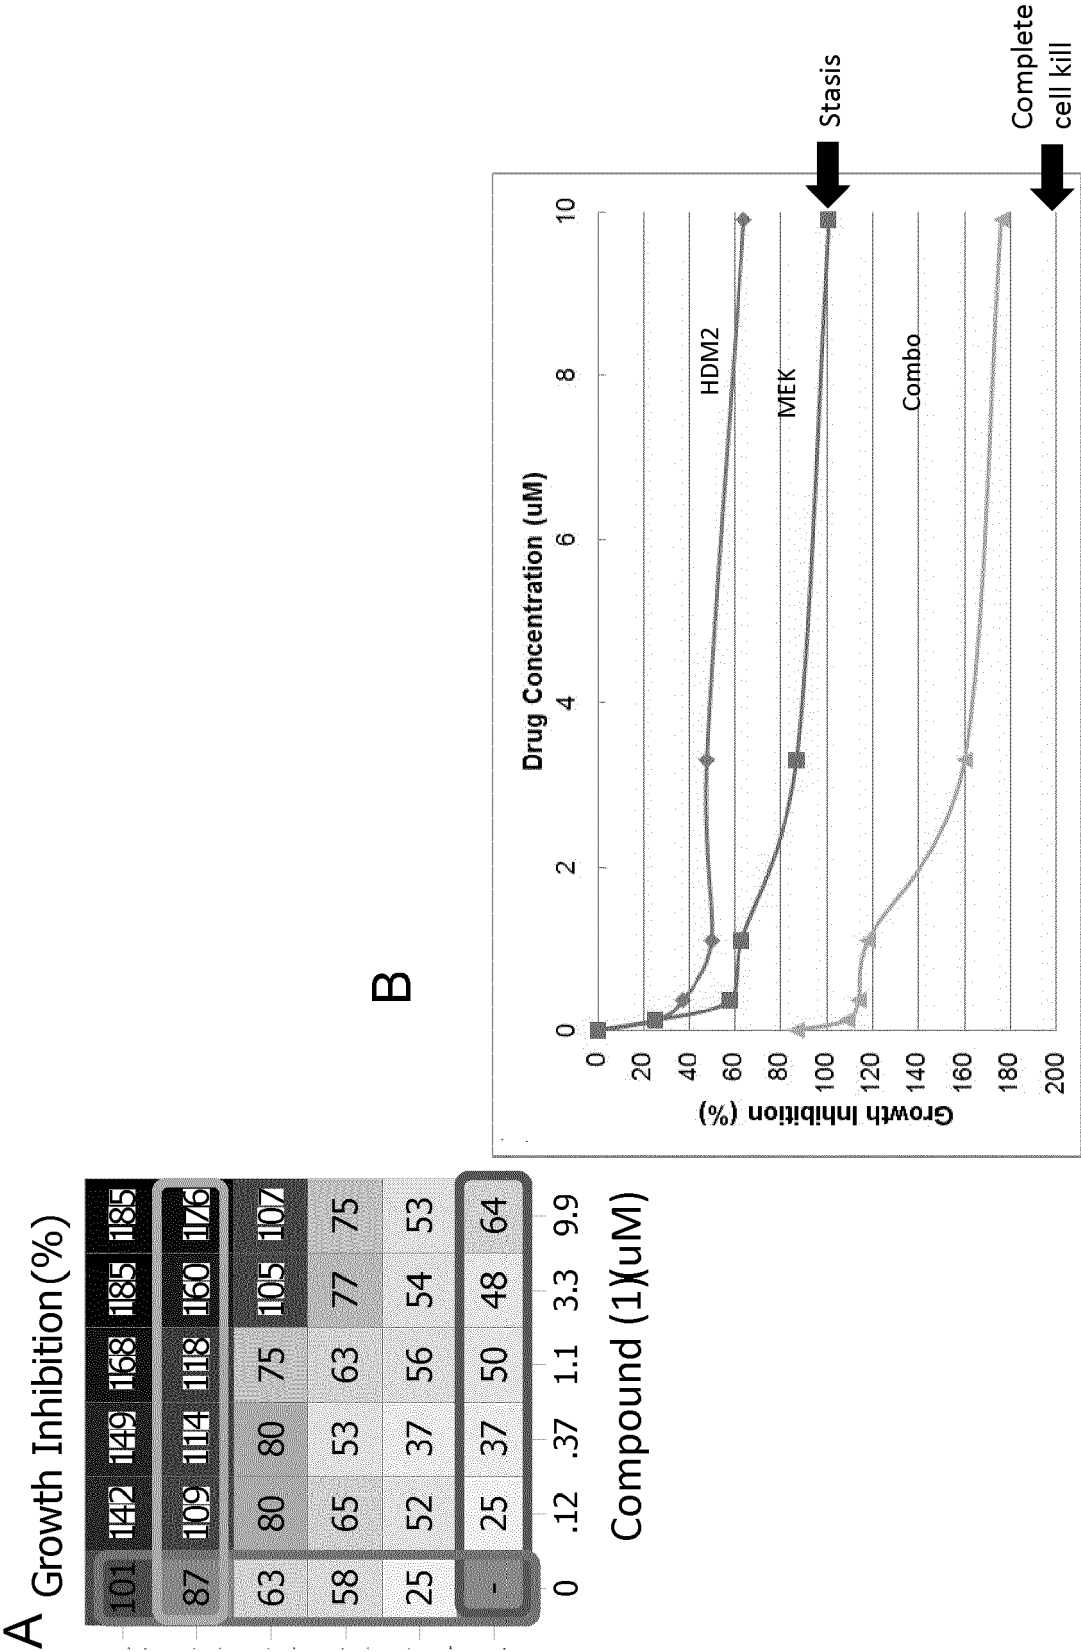 A
Growth Inhibition (%)
101 142 149 168 185 185
87 109 114 118 160 176
63 80 80 75 105 107
58 65 53 63 77 75
25 52 37 56 54 53
- 25 37 50 48 64
0 .12 .37 1.1 3.3 9.9
Compound (1)(uM)
B
Drug Concentration (uM)
0 2 4 6 8 10
Growth Inhibition (%)
0
20
40
60
80
100
120
140
160
180
200
HDM2
MEK
Combo
Stasis
Complete
cell kill